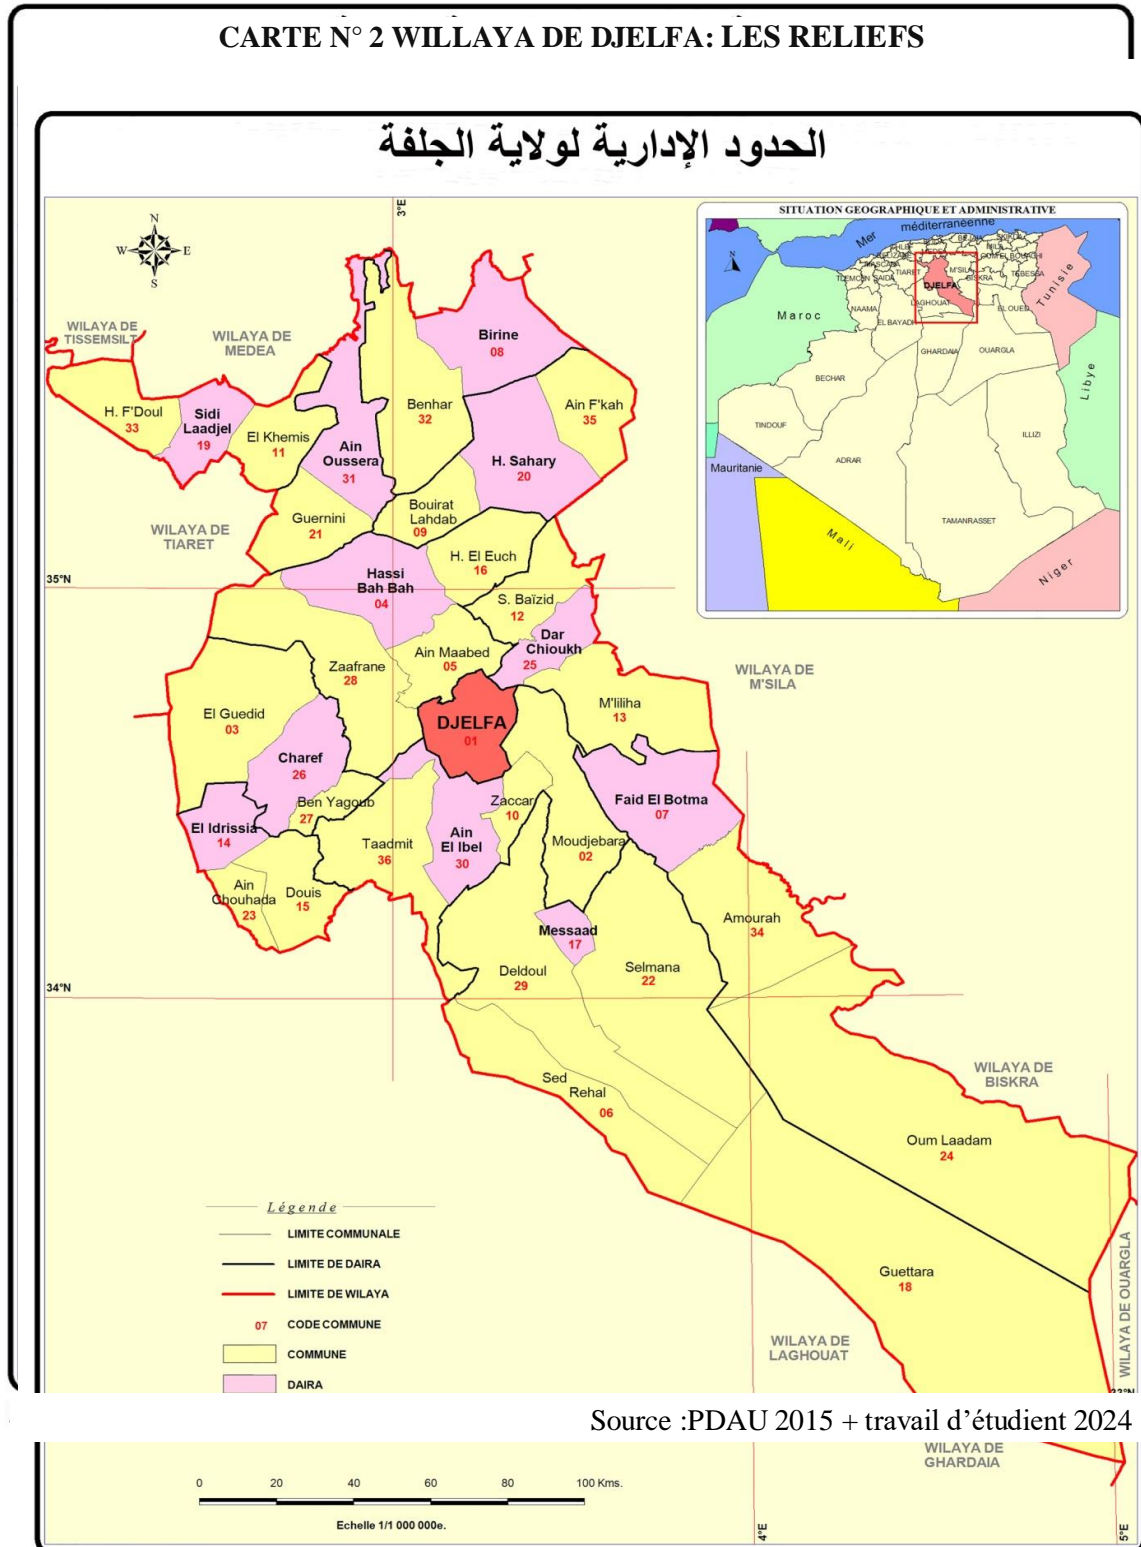 CARTE N° 2 WILLAYA DE DJELFA: LES RELIEFS
الحدود الإدارية لولاية الجلفة
SITUATION GEOGRAPHIQUE ET ADMINISTRATIVE
Mer méditerranéenne
TLEMCEN
SAIDA
TIARET
M'SILA
BISKRA
TEBESSA
DJELFA
LAGHOUAT
EL OUED
NAAMA
EL BAYADH
GHARDAIA
OUARGLA
BECHAR
TINDOUF
ADRAR
ILLIZI
TAMANRASSET
Maroc
Tunisie
Libye
Mauritanie
Mali
Niger
N
N
W
E
S
3°E
WILAYA DE
TISSEMSILT
WILAYA DE
MEDEA
Birine
08
H. F'Doul
33
Sidi
Laadjel
19
El Khemis
11
Ain
Oussera
31
Benhar
32
Ain F'kah
35
H. Sahary
20
Guernini
21
Bouirat
Lahdab
09
WILAYA DE
TIARET
H. El Euch
16
35°N
Hassi
Bah Bah
04
S. Baïzid
12
Dar
Chioukh
25
Ain Maabed
05
Zaafrane
28
WILAYA DE
M'SILA
El Guedid
03
DJELFA
01
M'liliha
13
Charef
26
Ben Yagoub
27
Zaccar
10
Faid El Botma
07
El Idrissia
14
Taadmit
36
Ain
El Ibel
30
Moudjebara
02
Ain
Chouhada
23
Douis
15
Messaad
17
Amourah
34
Deldoul
29
Selmana
22
34°N
Sed
Rehal
06
WILAYA DE
BISKRA
Oum Laadam
24
Guettara
18
WILAYA DE OUARGLA
WILAYA DE
LAGHOUAT
Légende
LIMITE COMMUNALE
LIMITE DE DAIRA
LIMITE DE WILAYA
07 CODE COMMUNE
COMMUNE
DAIRA
Source :PDAU 2015 + travail d’étudient 2024
WILAYA DE
GHARDAIA
0 20 40 60 80 100 Kms.
Echelle 1/1 000 000e.
4°E
5°E